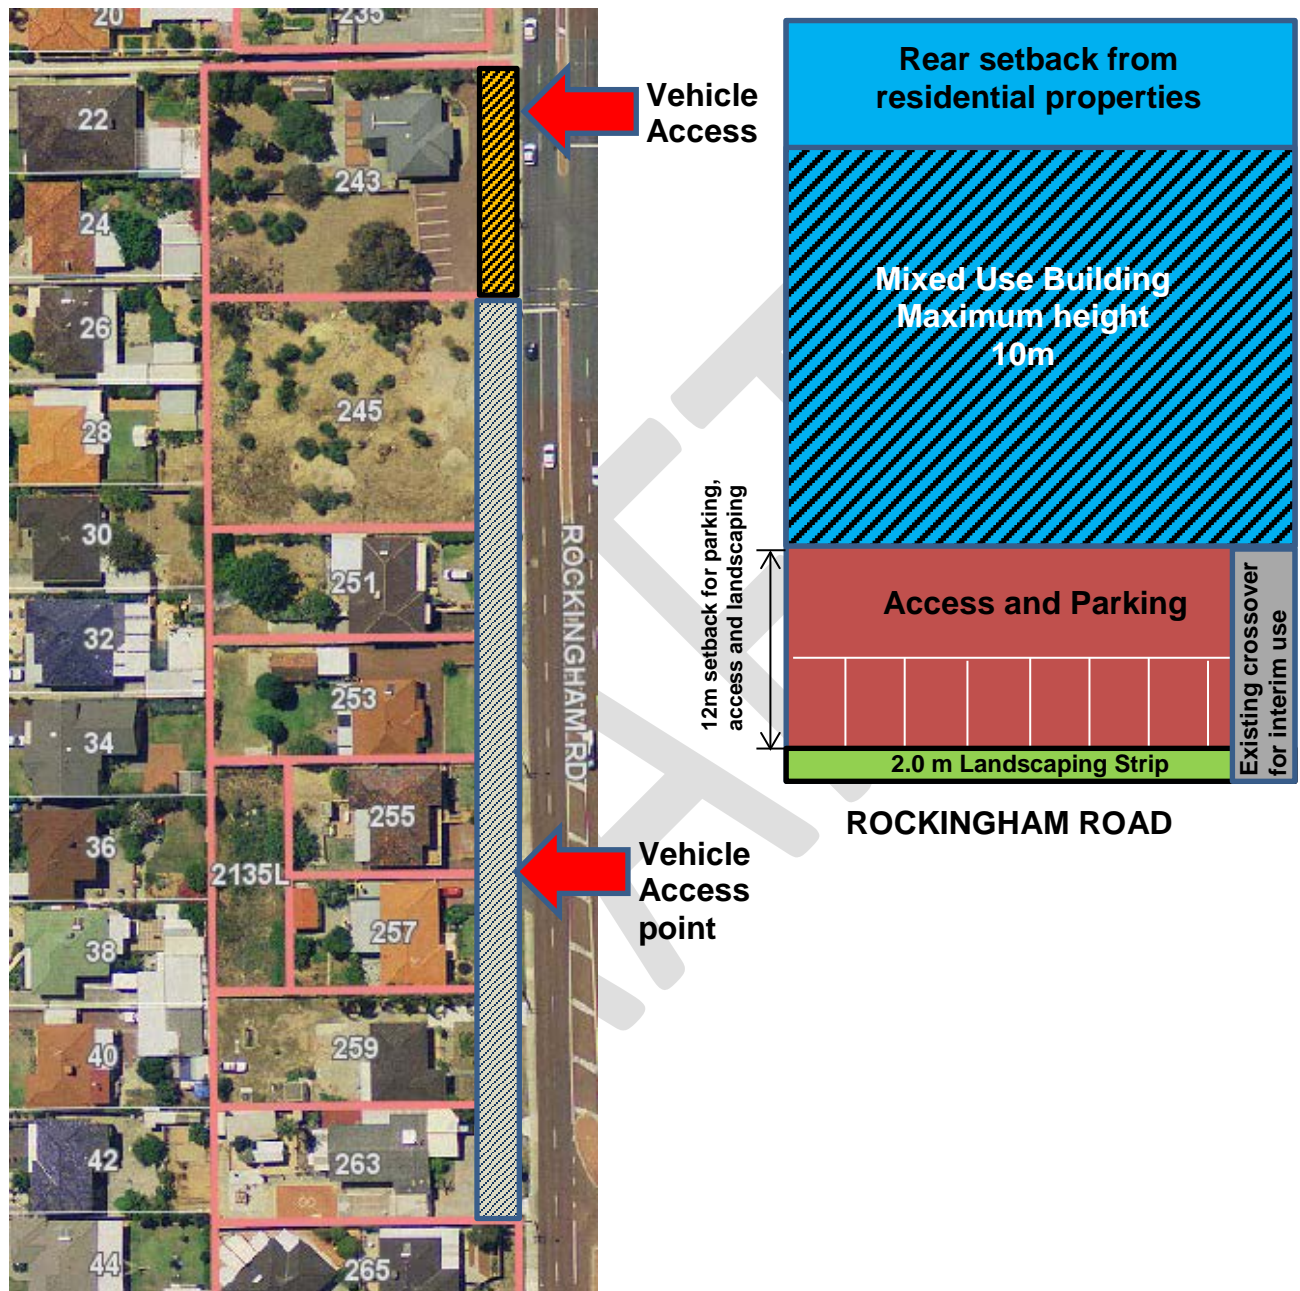 20
235
22
243
24
26
245
28
30
251
32
253
34
255
36
2135L
257
38
259
40
263
42
265
44
ROCKINGHAM RD
Vehicle
Access
Vehicle
Access
point
Rear setback from
residential properties
Mixed Use Building
Maximum height
10m
12m setback for parking,
access and landscaping
Access and Parking
Existing crossover
for interim use
2.0 m Landscaping Strip
ROCKINGHAM ROAD
DRAFT